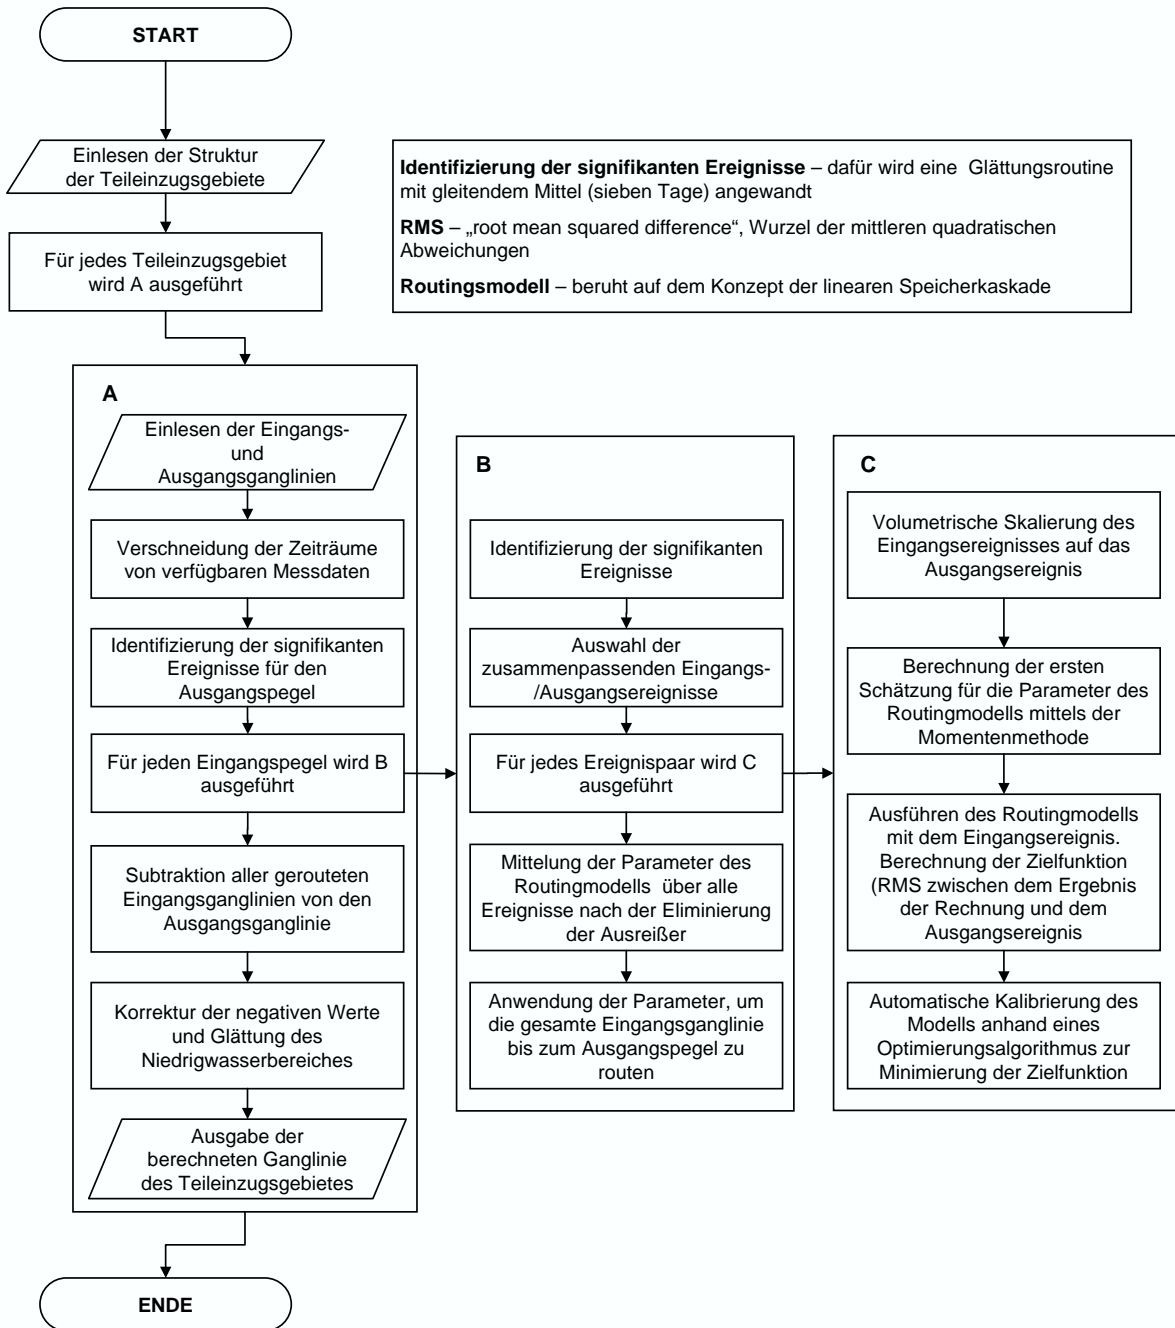 START
Einlesen der Struktur
der Teileinzugsgebiete
Für jedes Teileinzugsgebiet
wird A ausgeführt
Identifizierung der signifikanten Ereignisse – dafür wird eine Glättungsroutine
mit gleitendem Mittel (sieben Tage) angewandt
RMS – „root mean squared difference“, Wurzel der mittleren quadratischen
Abweichungen
Routingsmodell – beruht auf dem Konzept der linearen Speicherkaskade
A
Einlesen der Eingangs-
und
Ausgangsganglinien
Verschneidung der Zeiträume
von verfügbaren Messdaten
Identifizierung der signifikanten
Ereignisse für den
Ausgangspegel
Für jeden Eingangspegel wird B
ausgeführt
Subtraktion aller gerouteten
Eingangsganglinien von den
Ausgangsganglinie
Korrektur der negativen Werte
und Glättung des
Niedrigwasserbereiches
Ausgabe der
berechneten Ganglinie
des Teileinzugsgebietes
B
Identifizierung der signifikanten
Ereignisse
Auswahl der
zusammenpassenden Eingangs-
/Ausgangsereignisse
Für jedes Ereignispaar wird C
ausgeführt
Mittelung der Parameter des
Routingmodells über alle
Ereignisse nach der Eliminierung
der Ausreißer
Anwendung der Parameter, um
die gesamte Eingangsganglinie
bis zum Ausgangspegel zu
routen
C
Volumetrische Skalierung des
Eingangsereignisses auf das
Ausgangsereignis
Berechnung der ersten
Schätzung für die Parameter des
Routingmodells mittels der
Momentenmethode
Ausführen des Routingmodells
mit dem Eingangsereignis.
Berechnung der Zielfunktion
(RMS zwischen dem Ergebnis
der Rechnung und dem
Ausgangsereignis
Automatische Kalibrierung des
Modells anhand eines
Optimierungsalgorithmus zur
Minimierung der Zielfunktion
ENDE